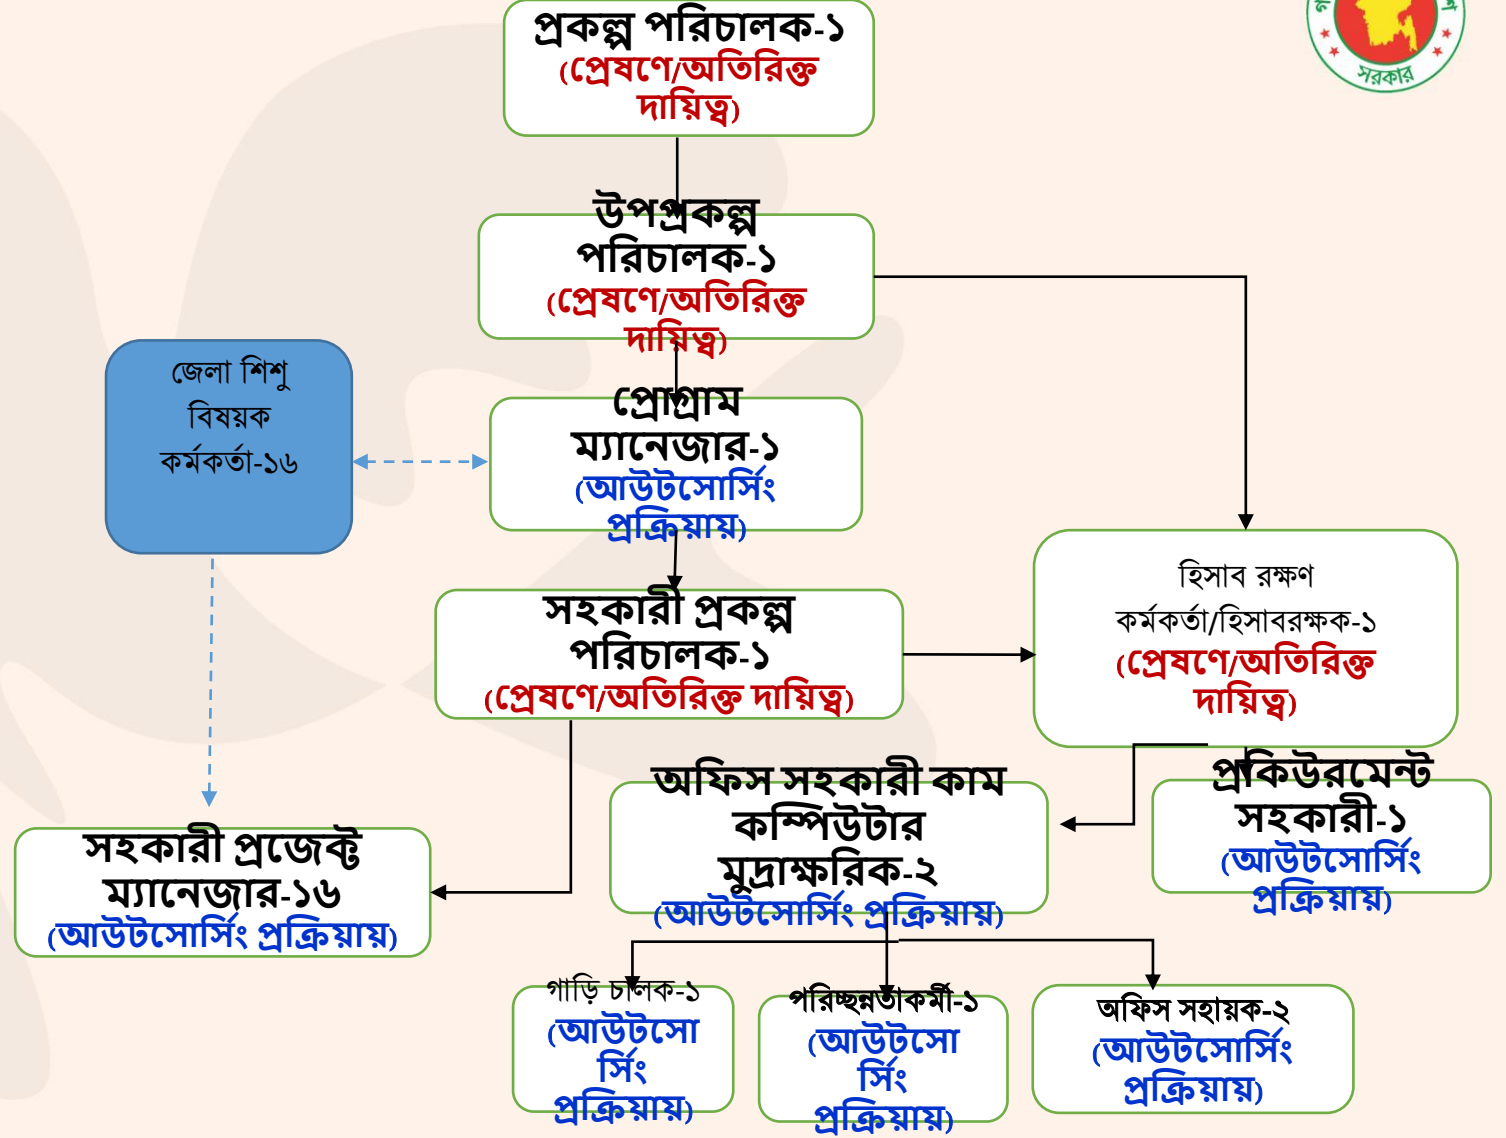 প্রকল্প পরিচালক-১
(প্রেষণে/অতিরিক্ত
দায়িত্ব)
সরকার
উপপ্রকল্প
পরিচালক-১
(প্রেষণে/অতিরিক্ত
দায়িত্ব)
জেলা শিশু
বিষয়ক
কর্মকর্তা-১৬
প্রোগ্রাম
ম্যানেজার-১
(আউটসোর্সিং
প্রক্রিয়ায়)
হিসাব রক্ষণ
কর্মকর্তা/হিসাবরক্ষক-১
(প্রেষণে/অতিরিক্ত
দায়িত্ব)
সহকারী প্রকল্প
পরিচালক-১
(প্রেষণে/অতিরিক্ত দায়িত্ব)
প্রকিউরমেন্ট
সহকারী-১
(আউটসোর্সিং
প্রক্রিয়ায়)
অফিস সহকারী কাম
কম্পিউটার
মুদ্রাক্ষরিক-২
(আউটসোর্সিং প্রক্রিয়ায়)
সহকারী প্রজেক্ট
ম্যানেজার-১৬
(আউটসোর্সিং প্রক্রিয়ায়)
গাড়ি চালক-১
(আউটসো
র্সিং
প্রক্রিয়ায়)
পরিচ্ছন্নতাকর্মী-১
(আউটসো
র্সিং
প্রক্রিয়ায়)
অফিস সহায়ক-২
(আউটসোর্সিং
প্রক্রিয়ায়)